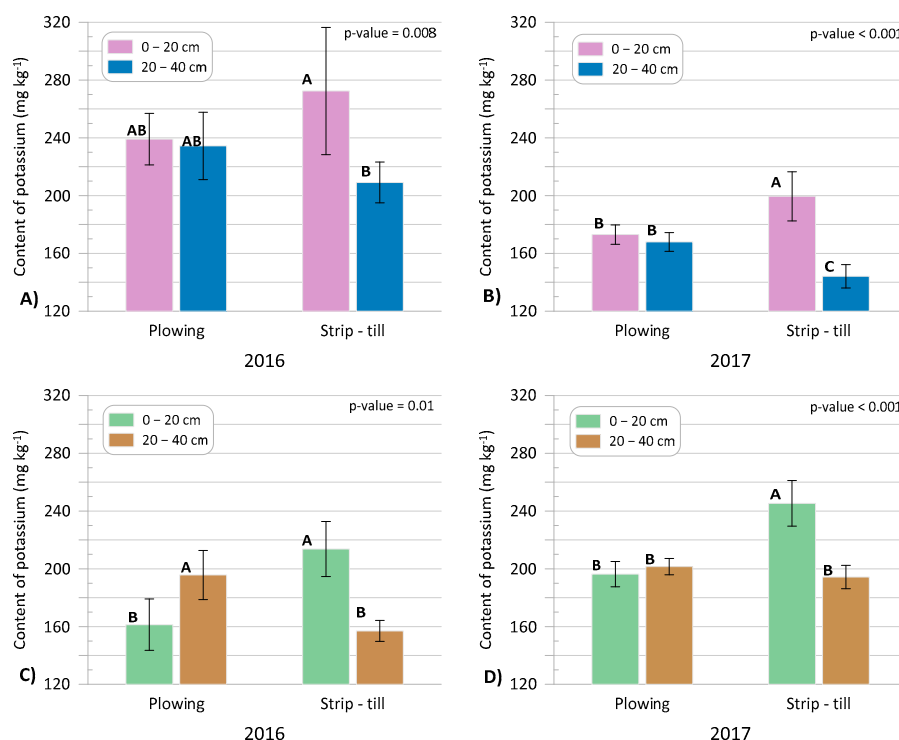 320
280
240
200
160
120
Content of potassium (mg kg⁻¹)
0 – 20 cm
20 – 40 cm
p-value = 0.008
AB
AB
A
B
A)
Plowing
Strip - till
2016
320
280
240
200
160
120
Content of potassium (mg kg⁻¹)
0 – 20 cm
20 – 40 cm
p-value < 0.001
B
B
A
C
B)
Plowing
Strip - till
2017
320
280
240
200
160
120
Content of potassium (mg kg⁻¹)
0 – 20 cm
20 – 40 cm
p-value = 0.01
B
A
A
B
C)
Plowing
Strip - till
2016
320
280
240
200
160
120
Content of potassium (mg kg⁻¹)
0 – 20 cm
20 – 40 cm
p-value < 0.001
B
B
A
B
D)
Plowing
Strip - till
2017